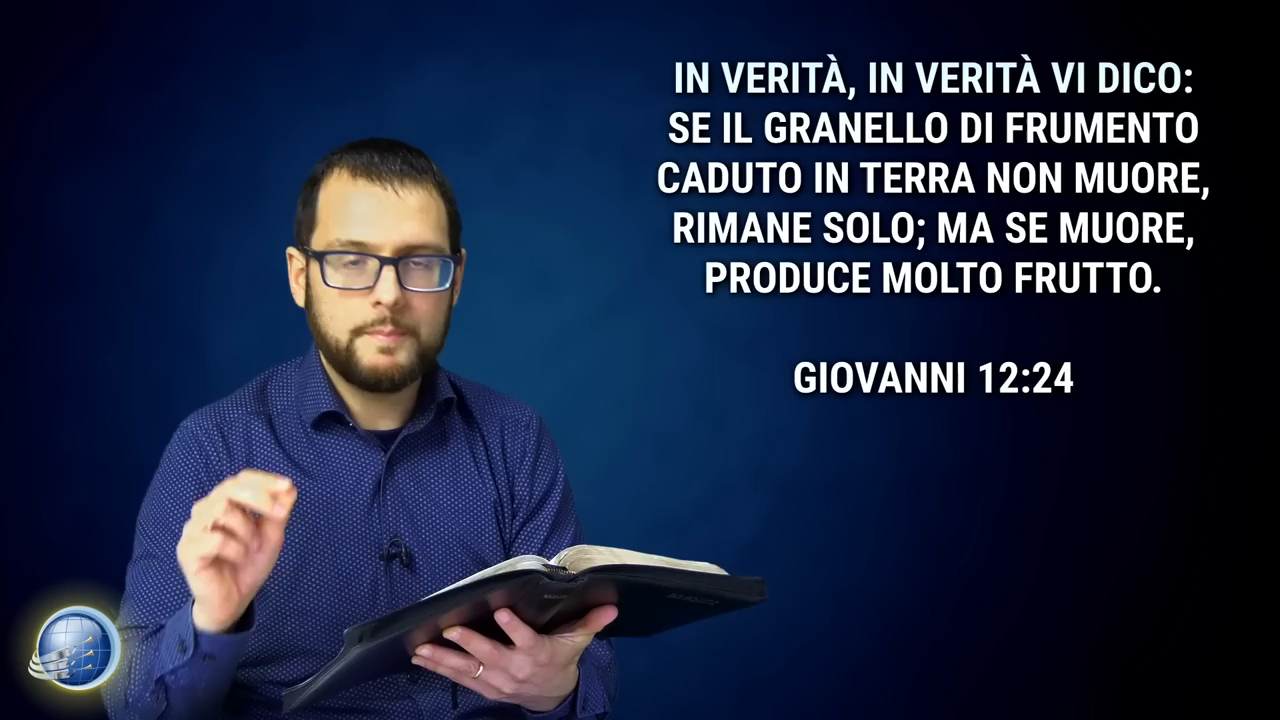 IN VERITÀ, IN VERITÀ VI DICO:
SE IL GRANELLO DI FRUMENTO
CADUTO IN TERRA NON MUORE,
RIMANE SOLO; MA SE MUORE,
PRODUCE MOLTO FRUTTO.
GIOVANNI 12:24